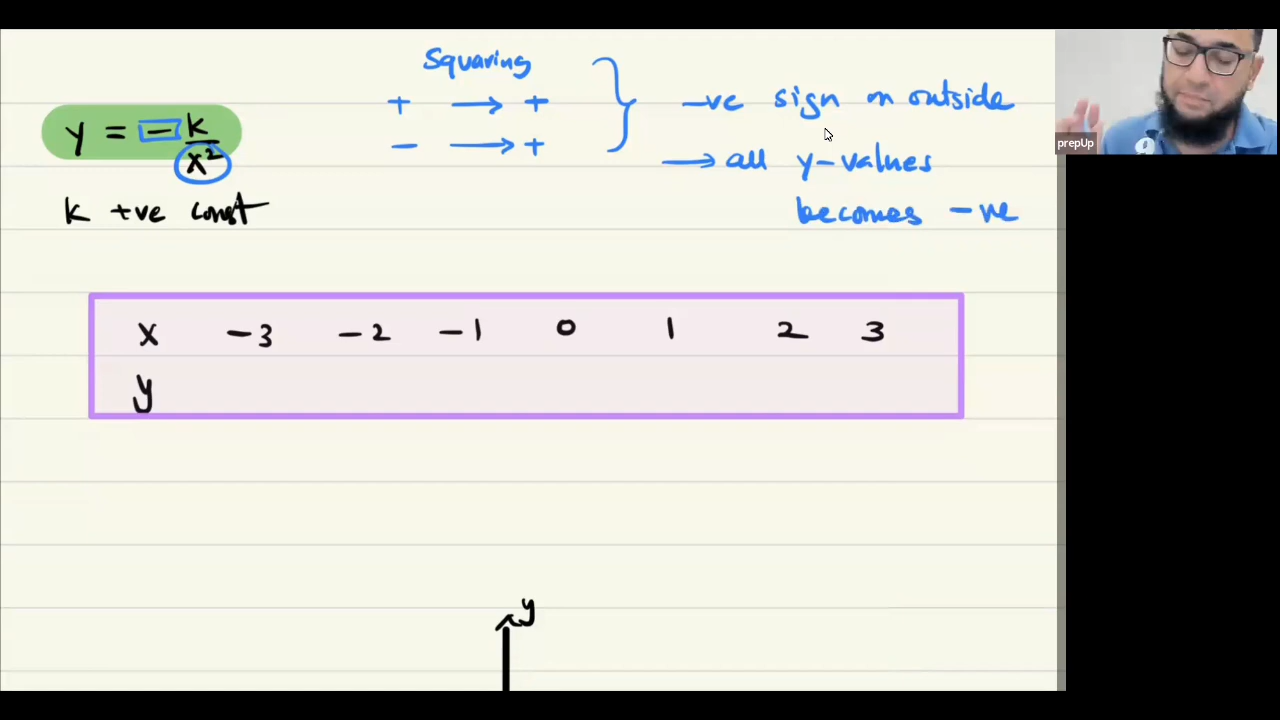 Squaring
+ → +
- → +
-ve sign on outside
→ all y-values
becomes -ve
y = - k/x²
k +ve const
x -3 -2 -1 0 1 2 3
y
y
prepUp